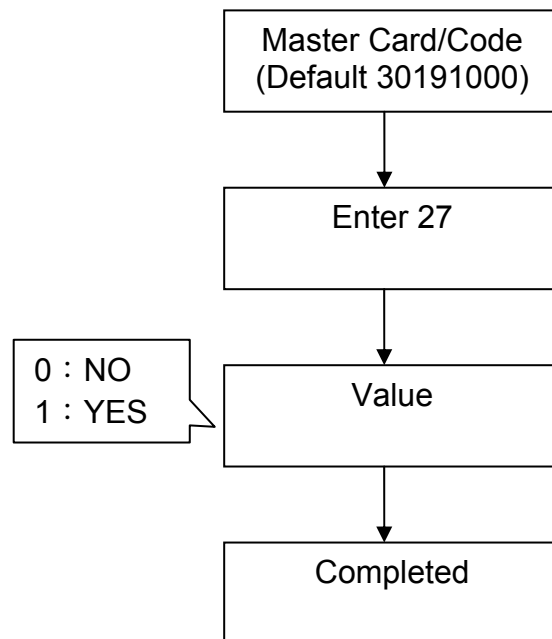 Master Card/Code
(Default 30191000)
Enter 27
0：NO
1：YES
Value
Completed